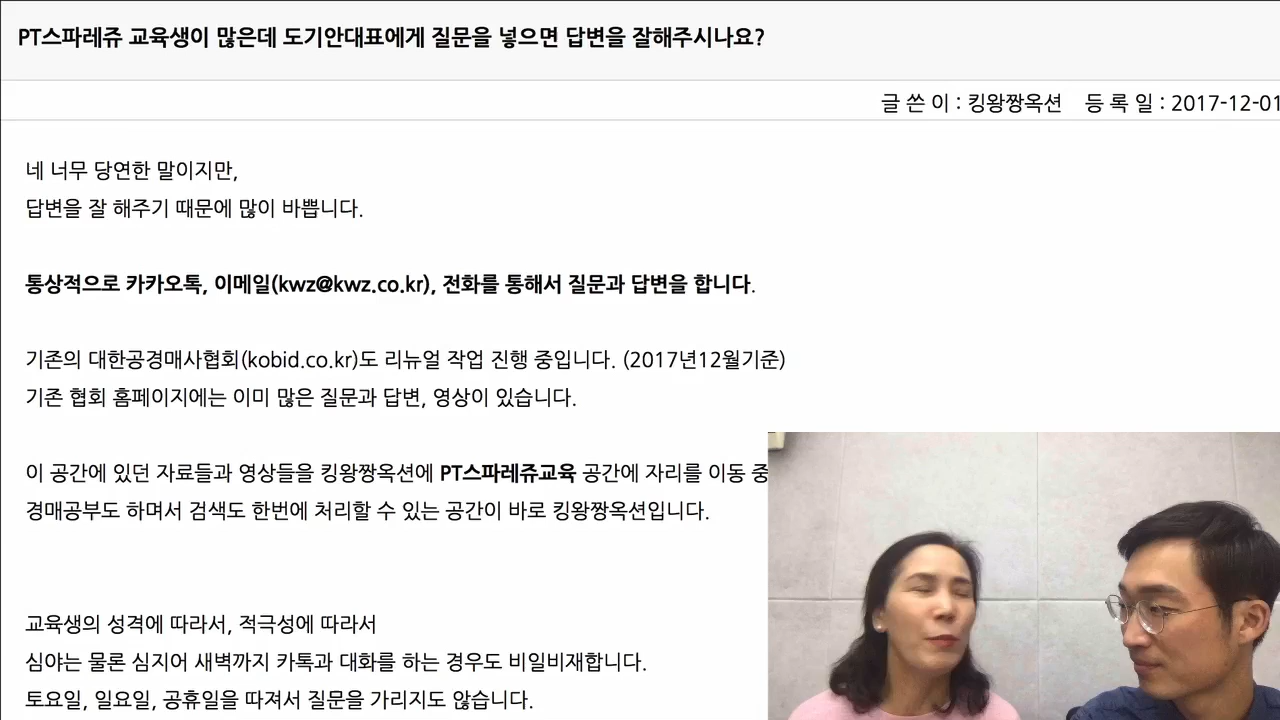 PT스파레쥬 교육생이 많은데 도기안대표에게 질문을 넣으면 답변을 잘해주시나요?
글 쓴 이 : 킹왕짱옥션 등 록 일 : 2017-12-01
네 너무 당연한 말이지만,
답변을 잘 해주기 때문에 많이 바쁩니다.
통상적으로 카카오톡, 이메일(kwz@kwz.co.kr), 전화를 통해서 질문과 답변을 합니다.
기존의 대한공경매사협회(kobid.co.kr)도 리뉴얼 작업 진행 중입니다. (2017년12월기준)
기존 협회 홈페이지에는 이미 많은 질문과 답변, 영상이 있습니다.
이 공간에 있던 자료들과 영상들을 킹왕짱옥션에 PT스파레쥬교육 공간에 자리를 이동 중
경매공부도 하며서 검색도 한번에 처리할 수 있는 공간이 바로 킹왕짱옥션입니다.
교육생의 성격에 따라서, 적극성에 따라서
심야는 물론 심지어 새벽까지 카톡과 대화를 하는 경우도 비일비재합니다.
토요일, 일요일, 공휴일을 따져서 질문을 가리지도 않습니다.